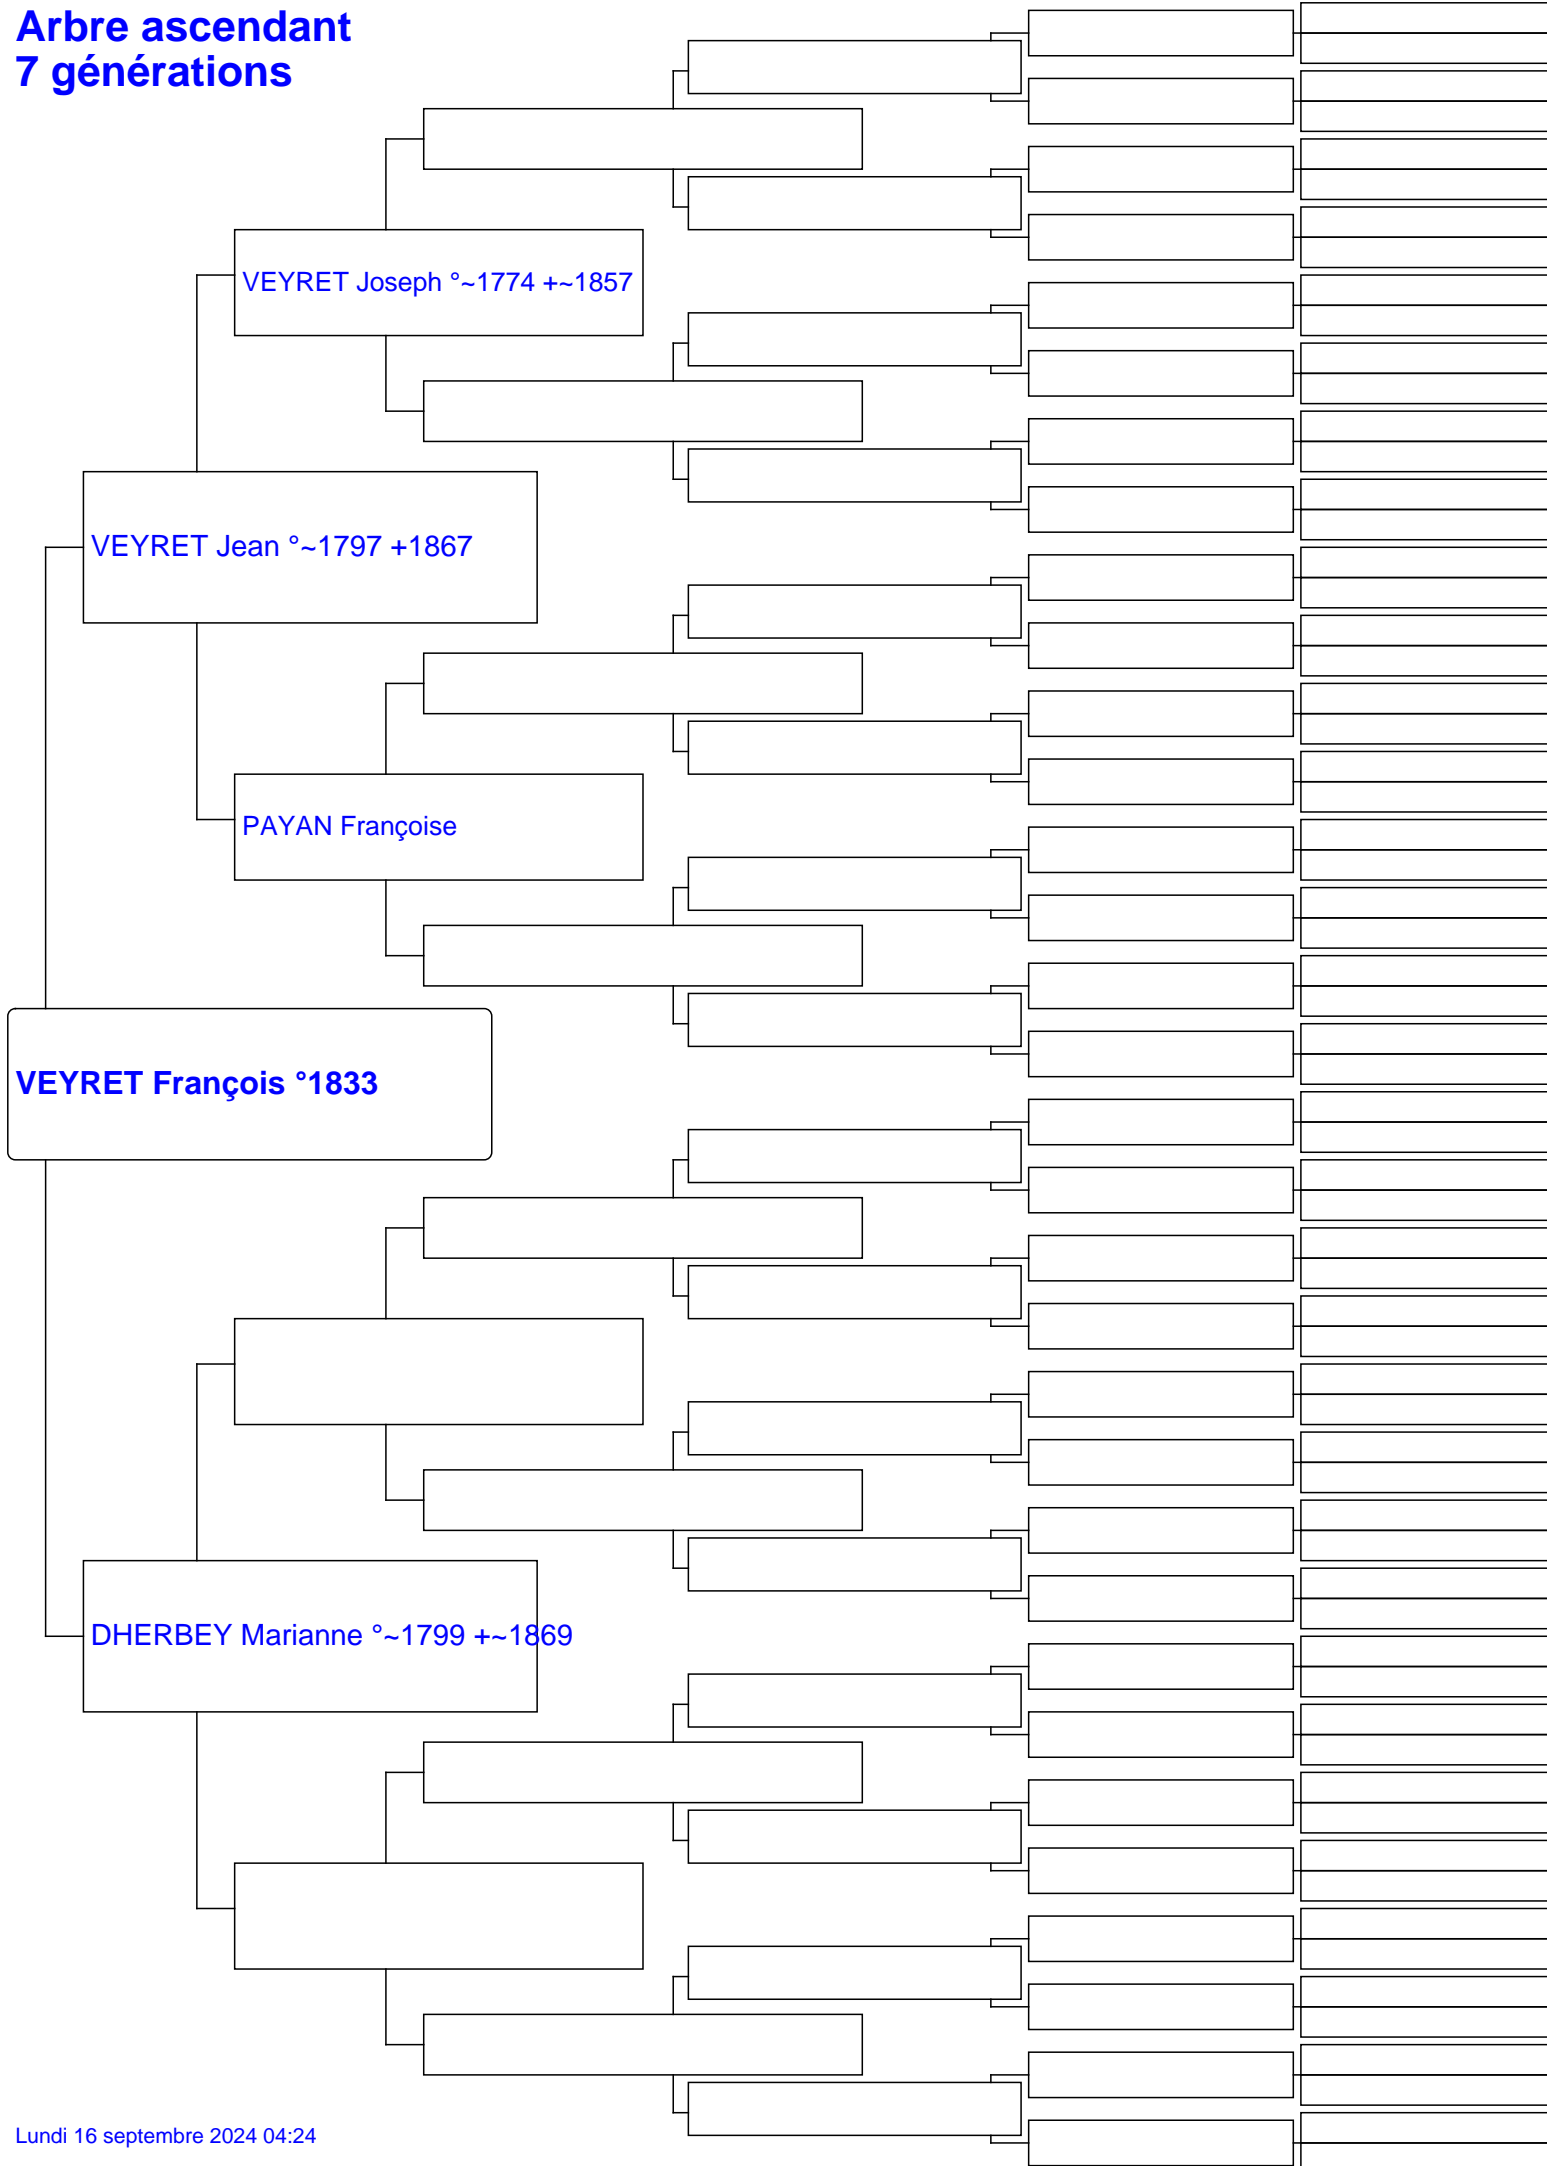 Arbre ascendant
7 générations
VEYRET Joseph °~1774 +~1857
VEYRET Jean °~1797 +1867
PAYAN Françoise
VEYRET François °1833
DHERBEY Marianne °~1799 +~1869
Lundi 16 septembre 2024 04:24